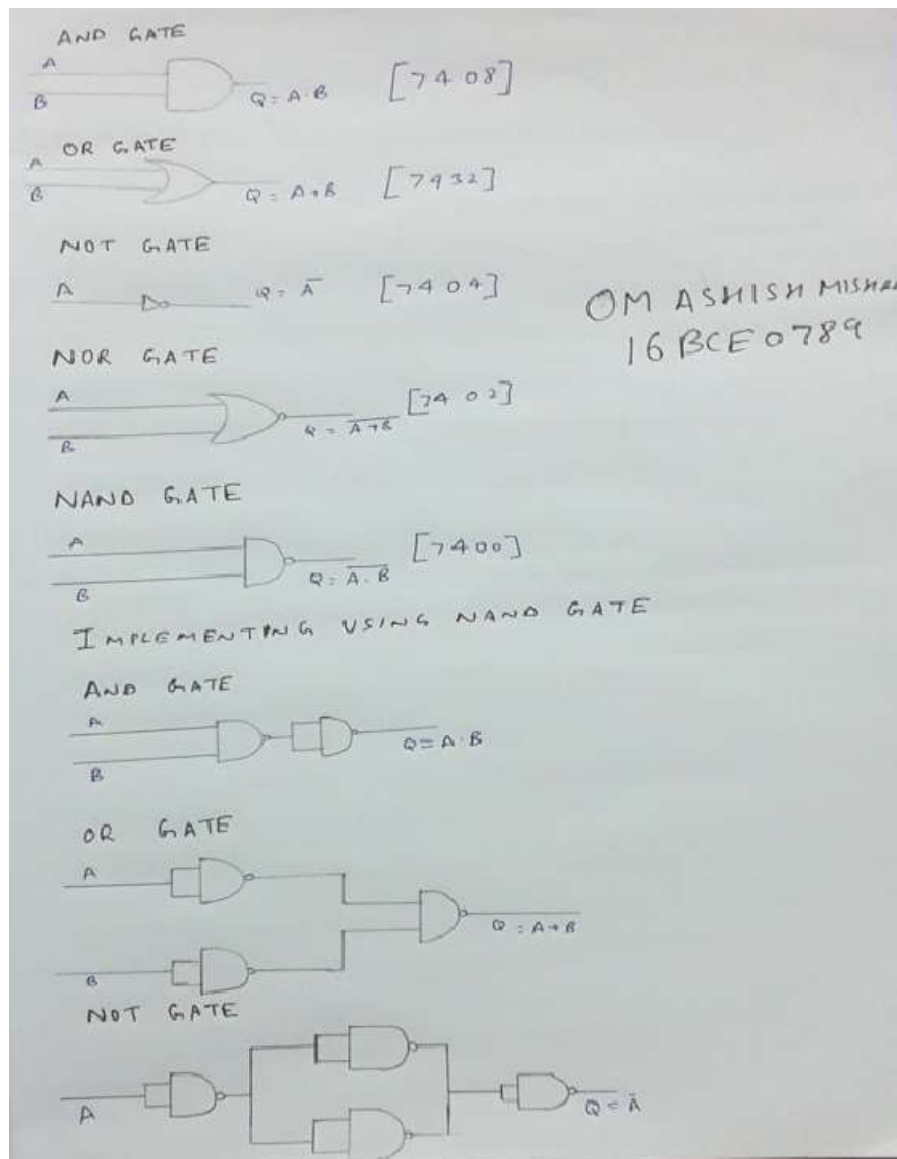 AND GATE
A
B
Q = A · B [7408]
OR GATE
A
B
Q = A + B [7432]
NOT GATE
A
Q = A̅ [7404]
OM ASHISH MISHRA
16BCE0789
NOR GATE
A
B
Q = A̅ ̅+̅ ̅B̅ [7402]
NAND GATE
A
B
Q = A̅ ̅.̅ ̅B̅ [7400]
IMPLEMENTING USING NAND GATE
AND GATE
A
B
Q = A · B
OR GATE
A
B
Q = A + B
NOT GATE
A
Q = A̅